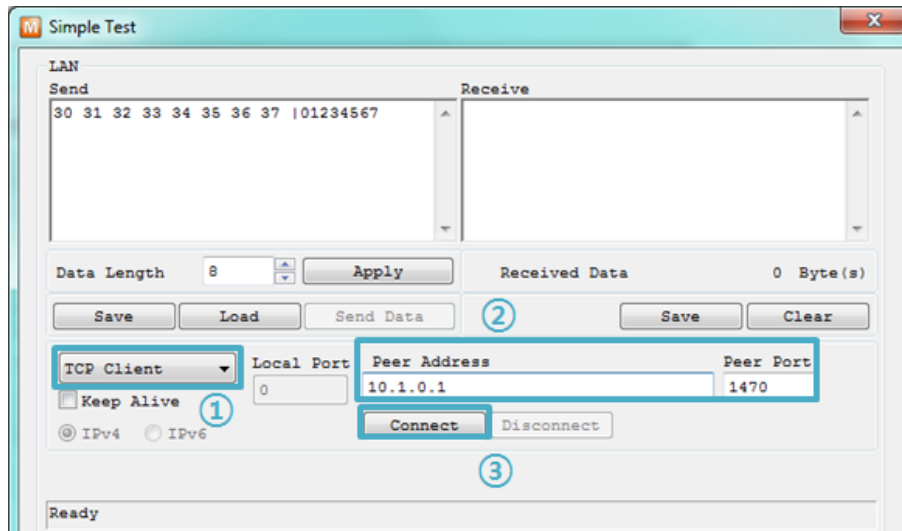 M Simple Test
LAN
Send Receive
30 31 32 33 34 35 36 37 |01234567
Data Length 8 Apply Received Data 0 Byte(s)
Save Load Send Data ② Save Clear
TCP Client Local Port Peer Address Peer Port
0 10.1.0.1 1470
Keep Alive ① Connect Disconnect
IPv4 IPv6
③
Ready